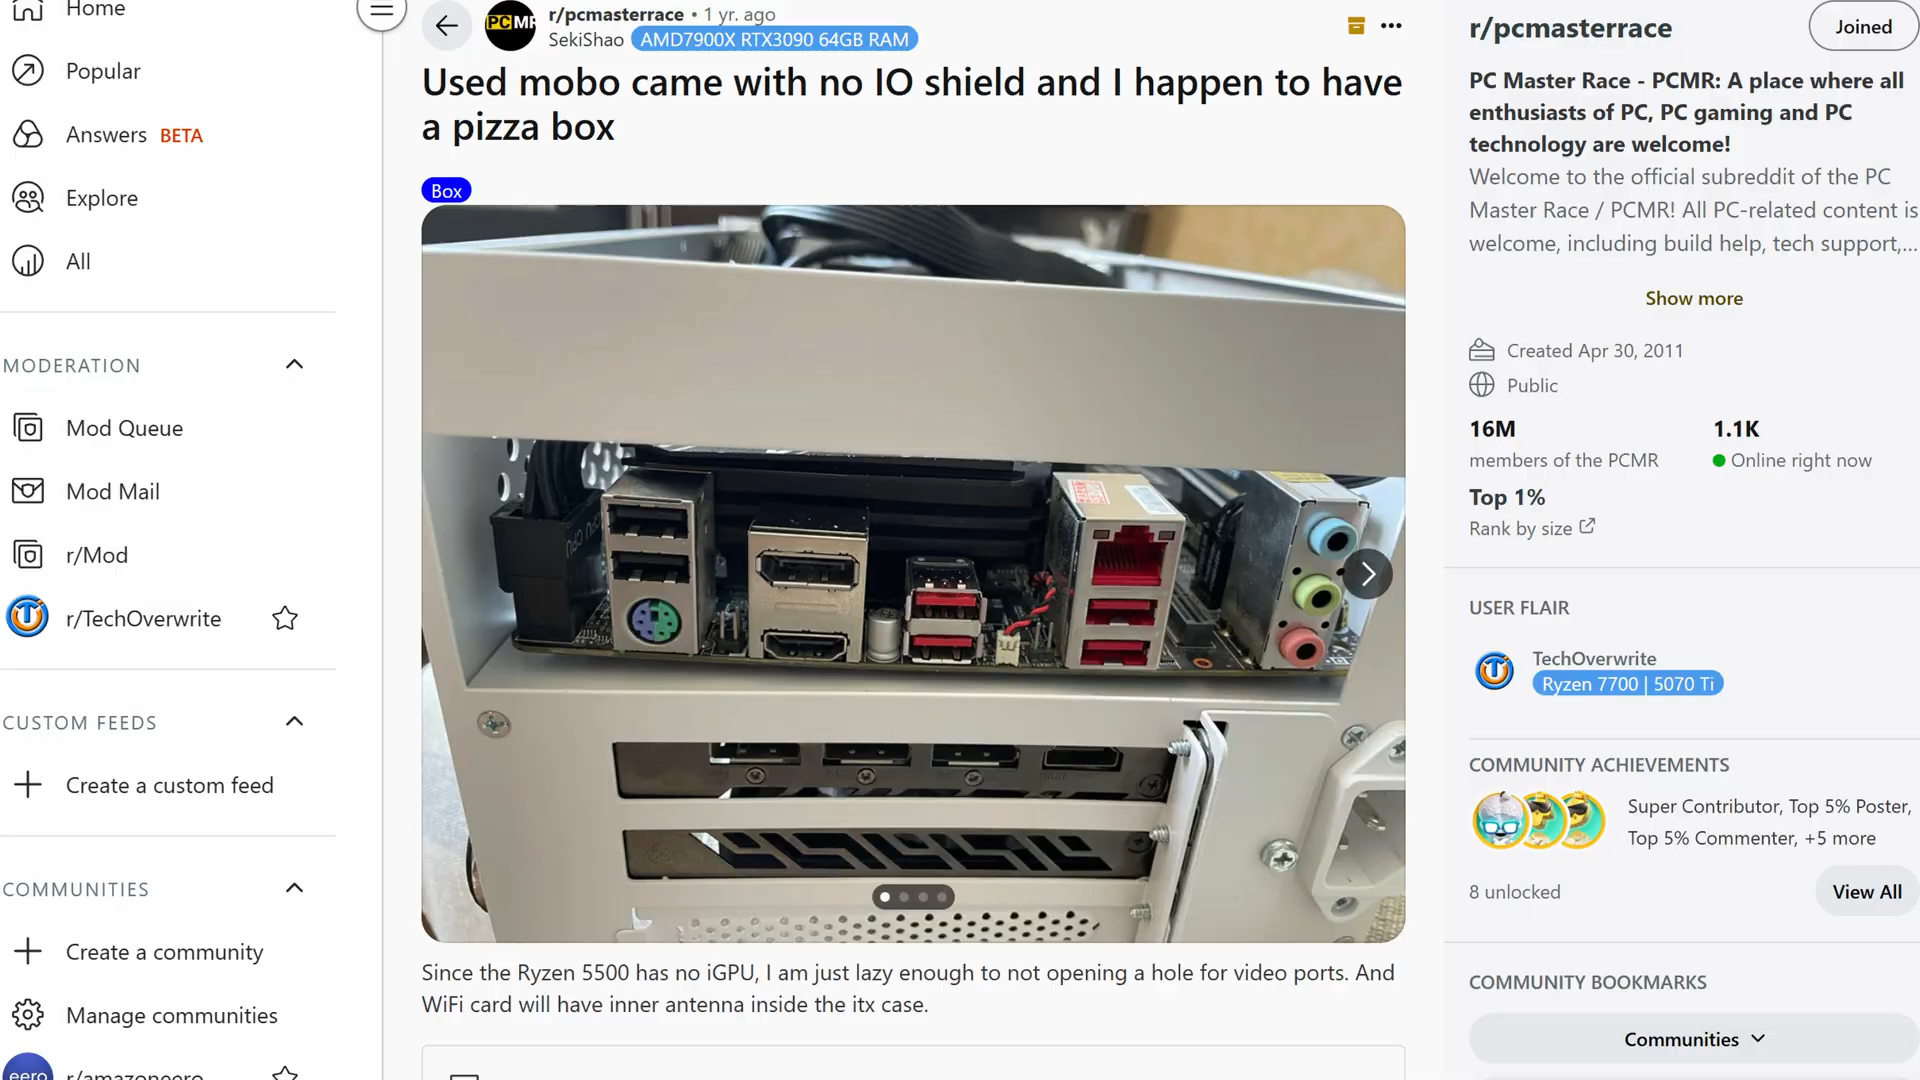 Home
Popular
Answers BETA
Explore
All
MODERATION
Mod Queue
Mod Mail
r/Mod
r/TechOverwrite
CUSTOM FEEDS
Create a custom feed
COMMUNITIES
Create a community
Manage communities
eero r/amazoneero
PCMR
r/pcmasterrace • 1 yr. ago
SekiShao AMD7900X RTX3090 64GB RAM
Used mobo came with no IO shield and I happen to have
a pizza box
Box
CPU
Since the Ryzen 5500 has no iGPU, I am just lazy enough to not opening a hole for video ports. And
WiFi card will have inner antenna inside the itx case.
r/pcmasterrace
Joined
PC Master Race - PCMR: A place where all
enthusiasts of PC, PC gaming and PC
technology are welcome!
Welcome to the official subreddit of the PC
Master Race / PCMR! All PC-related content is
welcome, including build help, tech support,...
Show more
Created Apr 30, 2011
Public
16M
members of the PCMR
1.1K
Online right now
Top 1%
Rank by size
USER FLAIR
TechOverwrite
Ryzen 7700 | 5070 Ti
COMMUNITY ACHIEVEMENTS
Super Contributor, Top 5% Poster,
Top 5% Commenter, +5 more
8 unlocked
View All
COMMUNITY BOOKMARKS
Communities